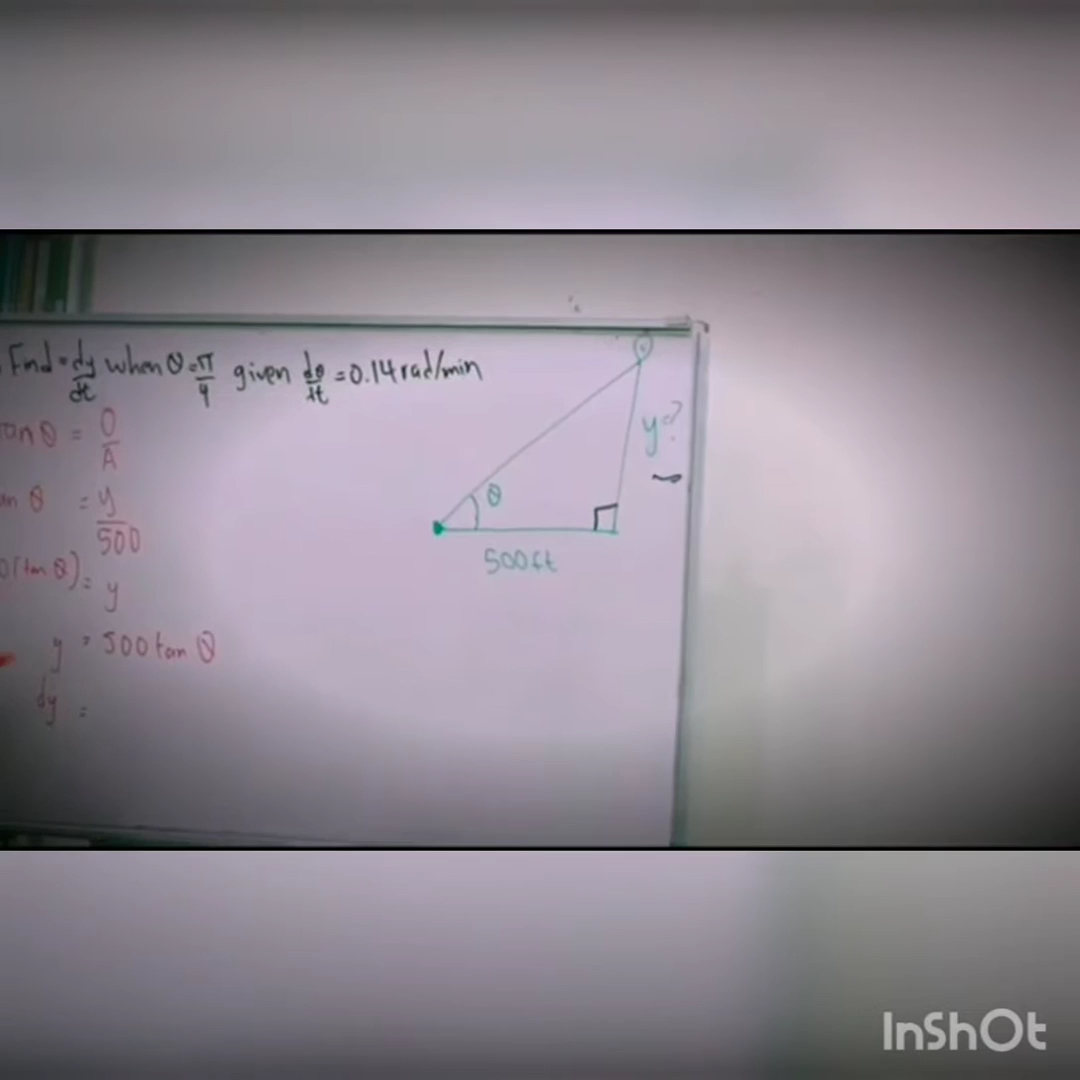 Find = dy/dt when θ = π/4 given dθ/dt = 0.14 rad/min
tan θ = O/A
θ = y/500
(tan θ) = y
y = 500 tan θ
dy =
θ
y = ?
500 ft
InShOt